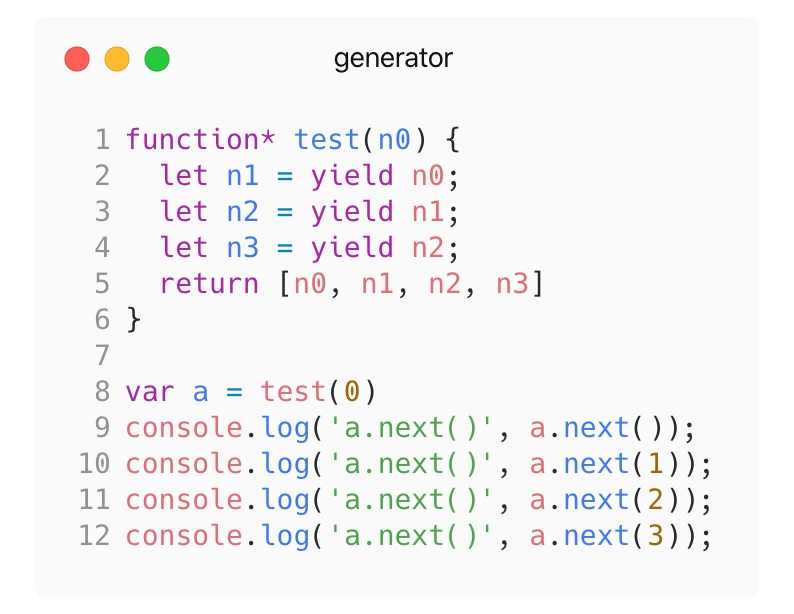 generator
1 function* test(n0) {
2   let n1 = yield n0;
3   let n2 = yield n1;
4   let n3 = yield n2;
5   return [n0, n1, n2, n3]
6 }
7
8 var a = test(0)
9 console.log('a.next()', a.next());
10 console.log('a.next()', a.next(1));
11 console.log('a.next()', a.next(2));
12 console.log('a.next()', a.next(3));